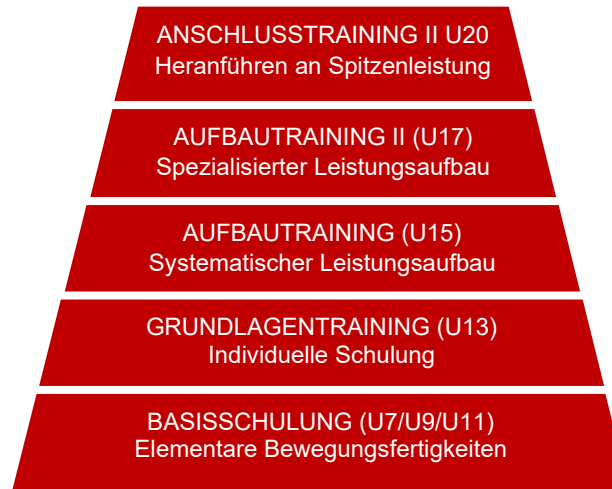 ANSCHLUSSTRAINING II U20
Heranführen an Spitzenleistung
AUFBAUTRAINING II (U17)
Spezialisierter Leistungsaufbau
AUFBAUTRAINING (U15)
Systematischer Leistungsaufbau
GRUNDLAGENTRAINING (U13)
Individuelle Schulung
BASISSCHULUNG (U7/U9/U11)
Elementare Bewegungsfertigkeiten